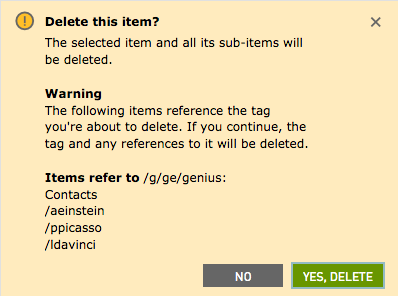 Delete this item?
The selected item and all its sub-items will
be deleted.
Warning
The following items reference the tag
you're about to delete. If you continue, the
tag and any references to it will be deleted.
Items refer to /g/ge/genius:
Contacts
/aeinstein
/ppicasso
/ldavinci
NO
YES, DELETE